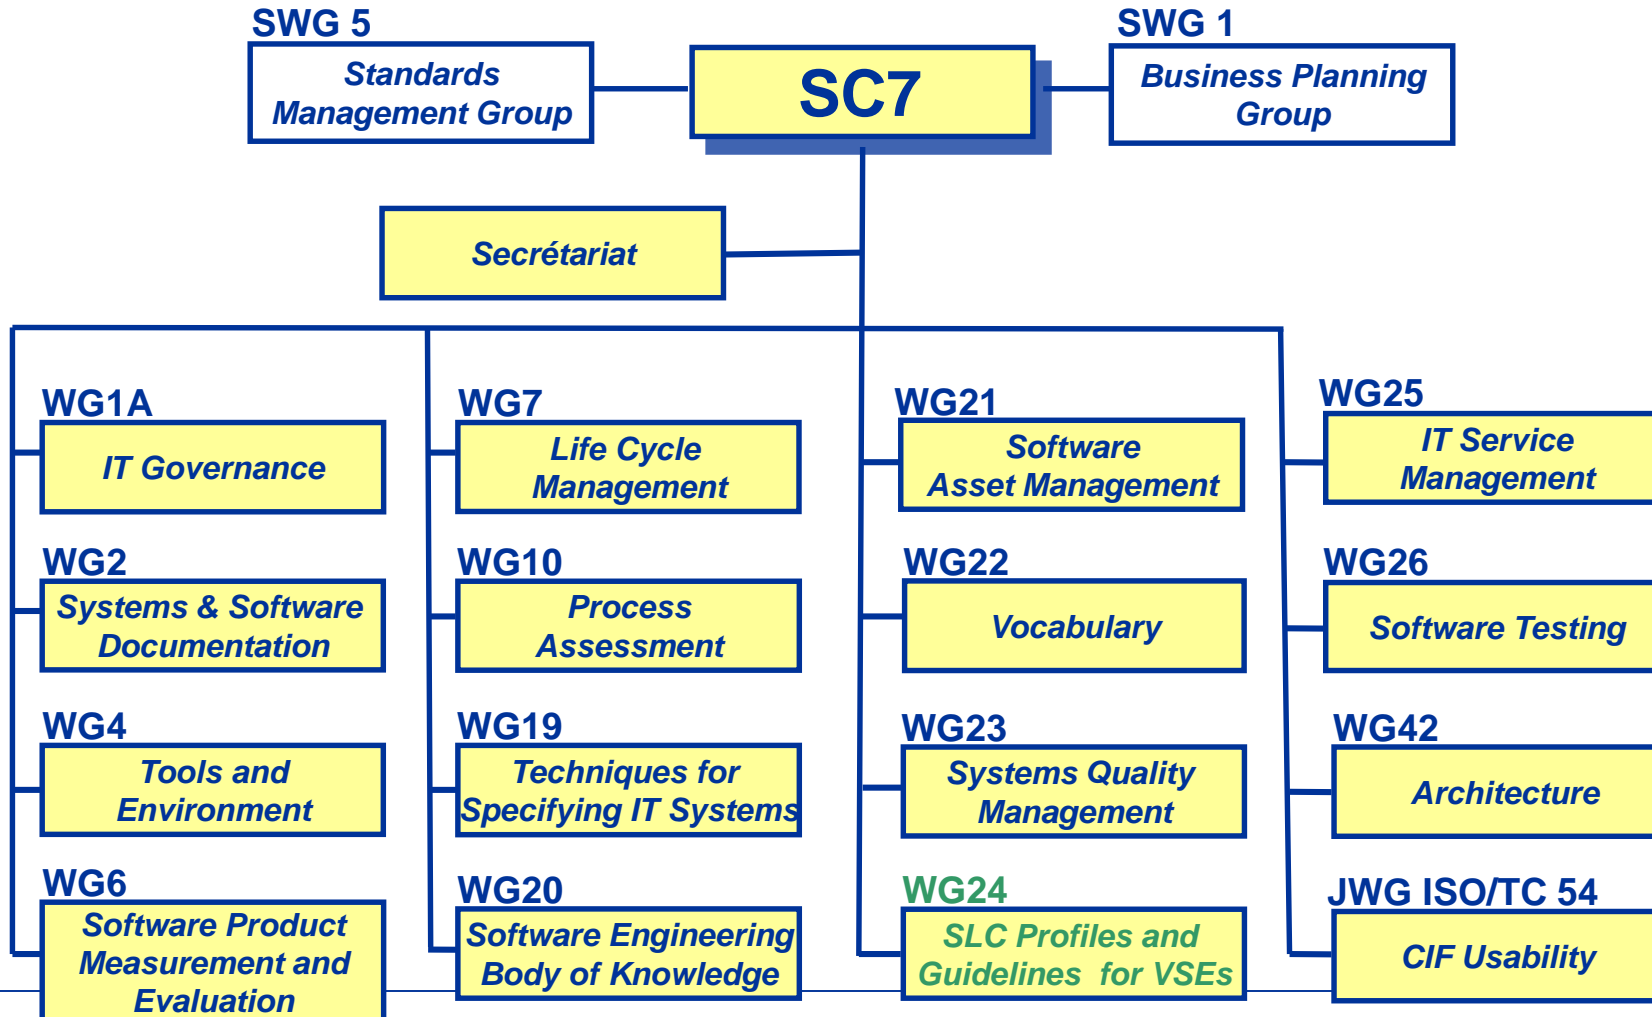 SWG 5
Standards
Management Group
SC7
SWG 1
Business Planning
Group
Secrétariat
WG1A
IT Governance
WG2
Systems & Software
Documentation
WG4
Tools and
Environment
WG6
Software Product
Measurement and
Evaluation
WG7
Life Cycle
Management
WG10
Process
Assessment
WG19
Techniques for
Specifying IT Systems
WG20
Software Engineering
Body of Knowledge
WG21
Software
Asset Management
WG22
Vocabulary
WG23
Systems Quality
Management
WG24
SLC Profiles and
Guidelines for VSEs
WG25
IT Service
Management
WG26
Software Testing
WG42
Architecture
JWG ISO/TC 54
CIF Usability